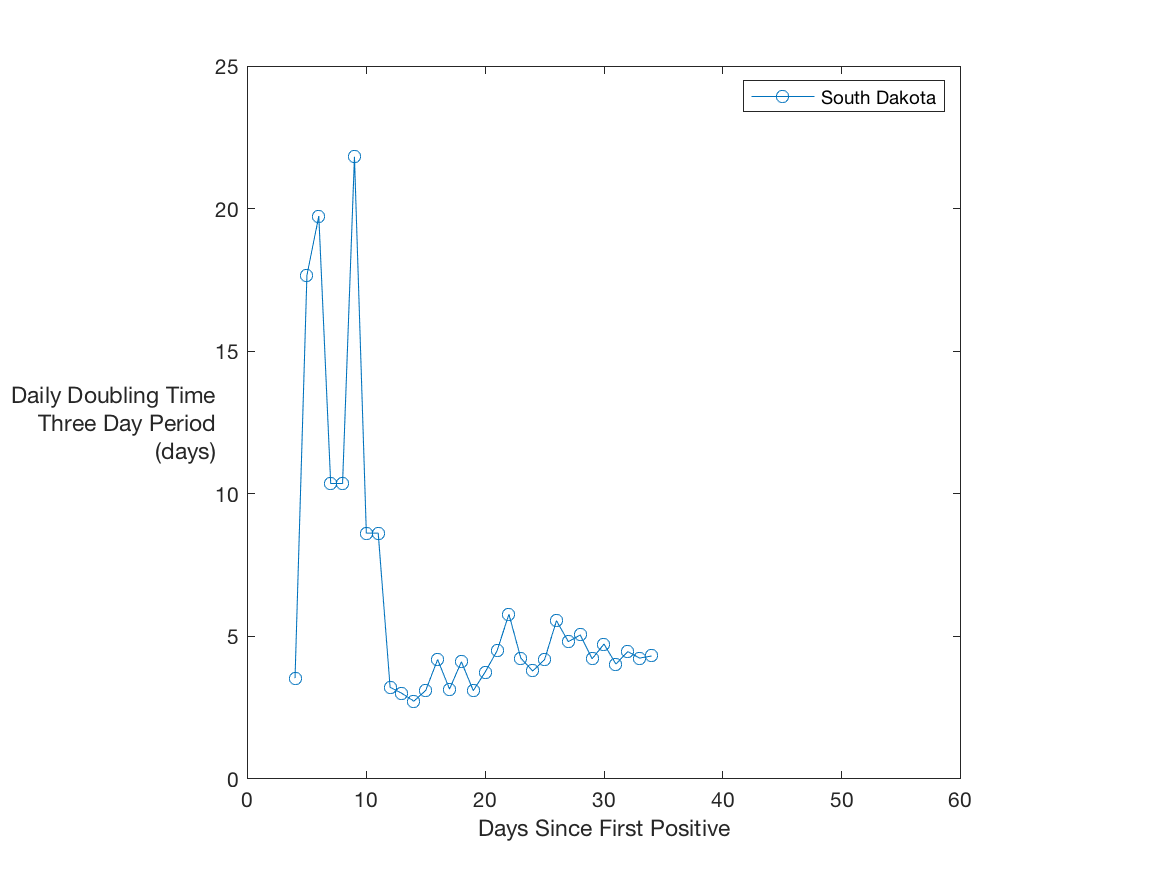 25
South Dakota
20
15
Daily Doubling Time
Three Day Period
(days)
10
5
0
0 10 20 30 40 50 60
Days Since First Positive